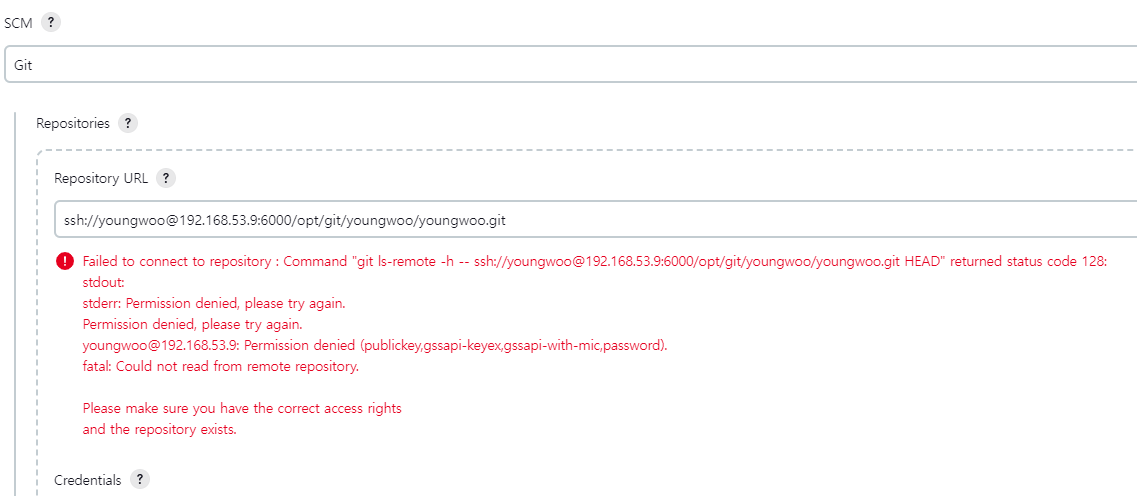 SCM ?
Git
Repositories ?
Repository URL ?
ssh://youngwoo@192.168.53.9:6000/opt/git/youngwoo/youngwoo.git
! Failed to connect to repository : Command "git ls-remote -h -- ssh://youngwoo@192.168.53.9:6000/opt/git/youngwoo/youngwoo.git HEAD" returned status code 128:
stdout:
stderr: Permission denied, please try again.
Permission denied, please try again.
youngwoo@192.168.53.9: Permission denied (publickey,gssapi-keyex,gssapi-with-mic,password).
fatal: Could not read from remote repository.
Please make sure you have the correct access rights
and the repository exists.
Credentials ?